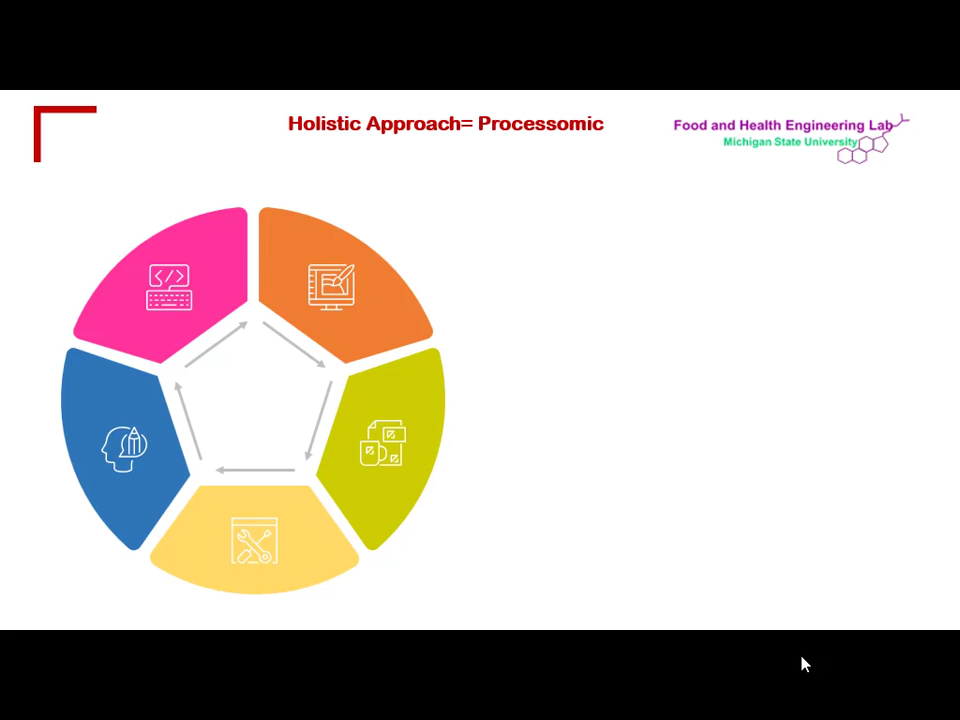 Holistic Approach= Processomic
Food and Health Engineering Lab
Michigan State University